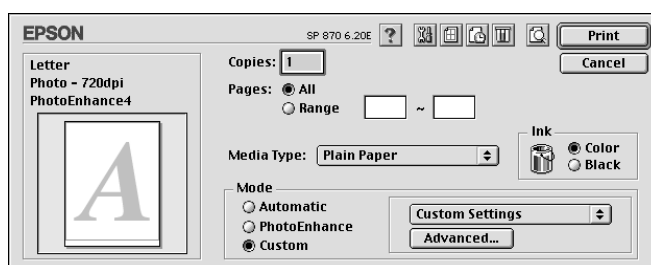 EPSON
SP 870 6.20E
?
Print
Cancel
Letter
Photo - 720dpi
PhotoEnhance4
A
Copies: 1
Pages: All
Range ~
Media Type: Plain Paper
Ink
Color
Black
Mode
Automatic
PhotoEnhance
Custom
Custom Settings
Advanced...